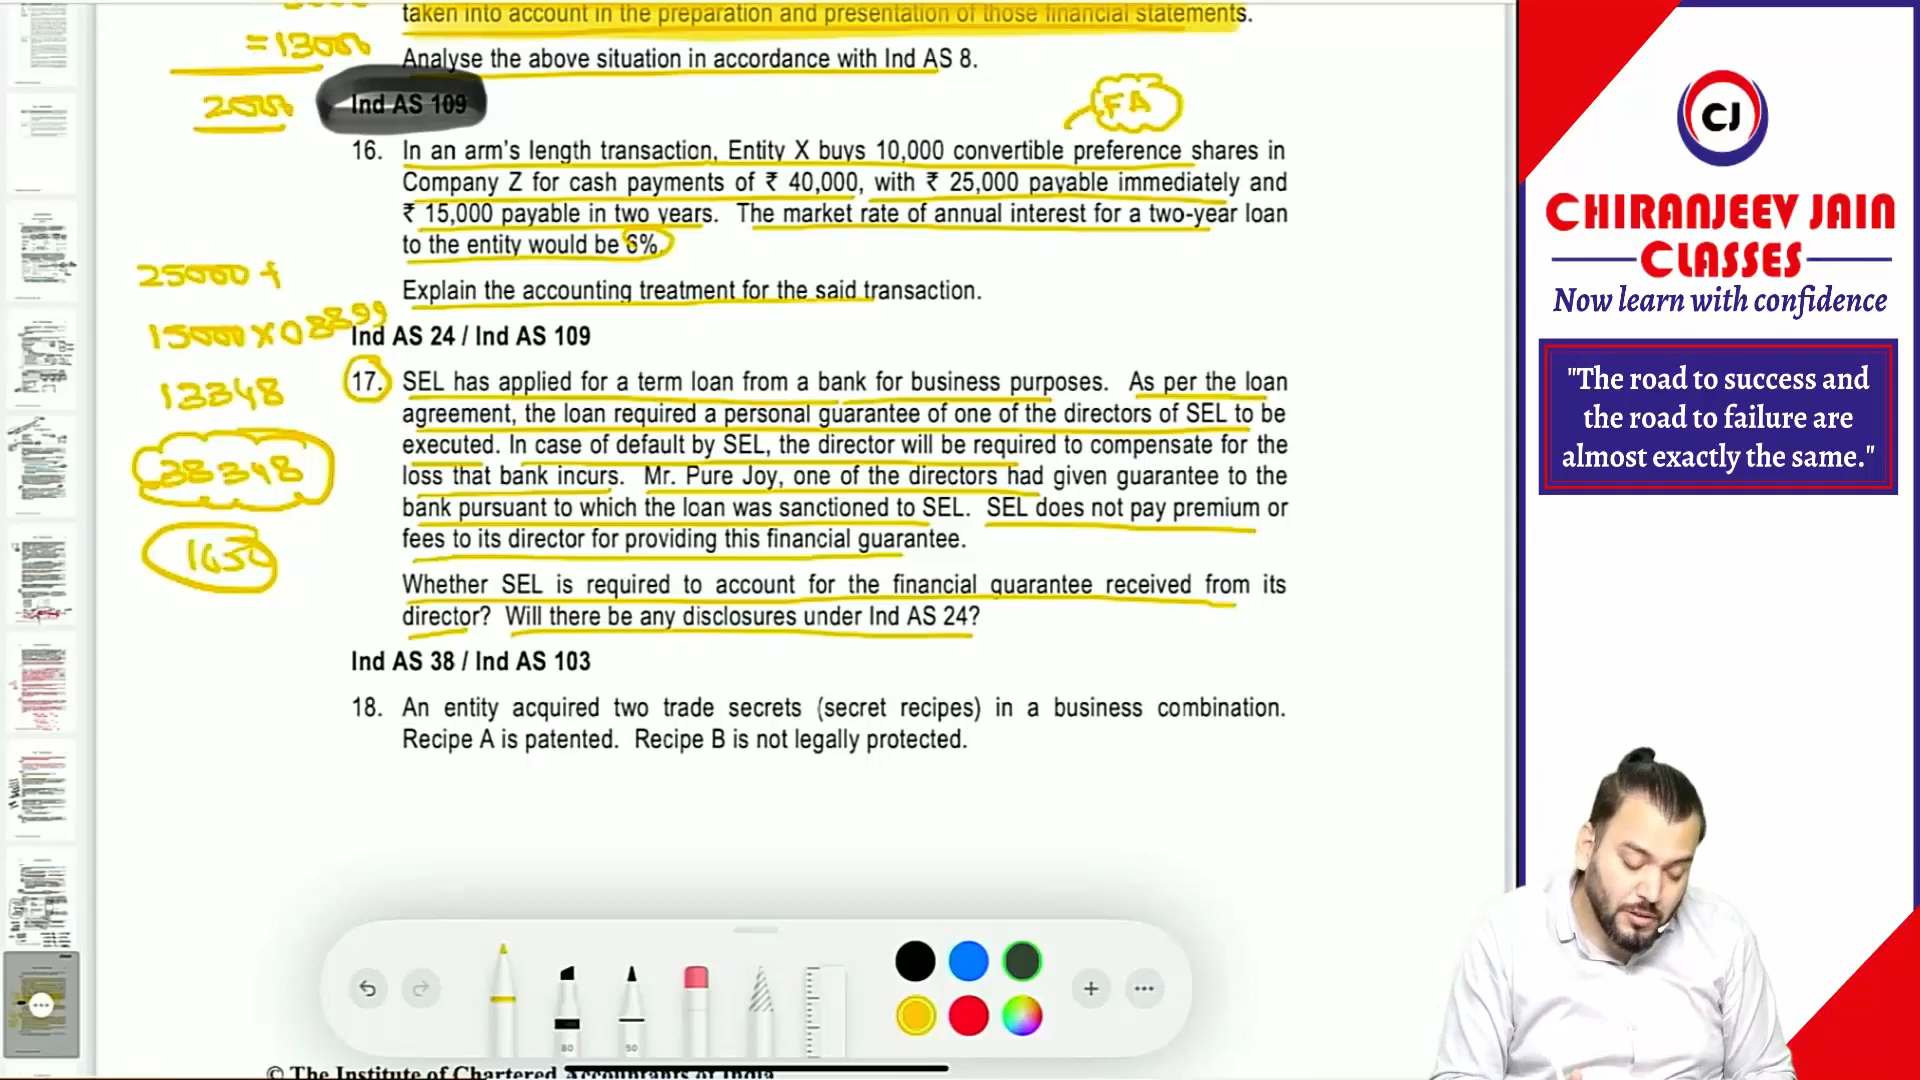 taken into account in the preparation and presentation of those financial statements.
= 13000
Analyse the above situation in accordance with Ind AS 8.
2000
Ind AS 109
FA
16. In an arm's length transaction, Entity X buys 10,000 convertible preference shares in
Company Z for cash payments of ₹ 40,000, with ₹ 25,000 payable immediately and
₹ 15,000 payable in two years. The market rate of annual interest for a two-year loan
to the entity would be 6%.
25000 +
Explain the accounting treatment for the said transaction.
15000 X 0.8899
Ind AS 24 / Ind AS 109
17. SEL has applied for a term loan from a bank for business purposes. As per the loan
agreement, the loan required a personal guarantee of one of the directors of SEL to be
13348
executed. In case of default by SEL, the director will be required to compensate for the
loss that bank incurs. Mr. Pure Joy, one of the directors had given guarantee to the
38348
bank pursuant to which the loan was sanctioned to SEL. SEL does not pay premium or
fees to its director for providing this financial guarantee.
Whether SEL is required to account for the financial guarantee received from its
director? Will there be any disclosures under Ind AS 24?
Ind AS 38 / Ind AS 103
18. An entity acquired two trade secrets (secret recipes) in a business combination.
Recipe A is patented. Recipe B is not legally protected.
80
50
© The Institute of Chartered Accountants of India
CJ
CHIRANJEEV JAIN
CLASSES
Now learn with confidence
"The road to success and
the road to failure are
almost exactly the same."